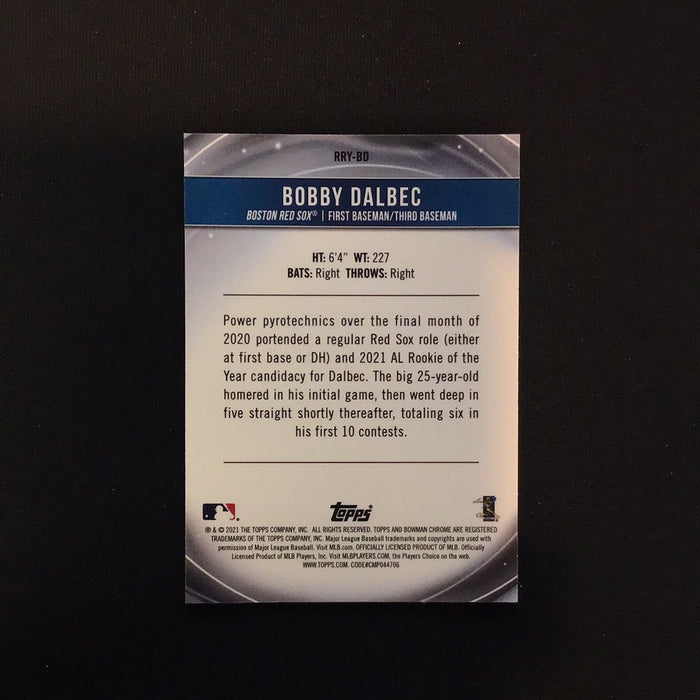 RRY-BD
BOBBY DALBEC
BOSTON RED SOX® | FIRST BASEMAN/THIRD BASEMAN
HT: 6'4" WT: 227
BATS: Right THROWS: Right
Power pyrotechnics over the final month of
2020 portended a regular Red Sox role (either
at first base or DH) and 2021 AL Rookie of the
Year candidacy for Dalbec. The big 25-year-old
homered in his initial game, then went deep in
five straight shortly thereafter, totaling six in
his first 10 contests.
Topps
® & © 2021 THE TOPPS COMPANY, INC. ALL RIGHTS RESERVED. TOPPS AND BOWMAN CHROME ARE REGISTERED
TRADEMARKS OF THE TOPPS COMPANY, INC. Major League Baseball trademarks and copyrights are used with
permission of Major League Baseball. Visit MLB.com. OFFICIALLY LICENSED PRODUCT OF MLB. Officially
Licensed Product of MLB Players, Inc. Visit MLBPLAYERS.COM, the Players Choice on the web.
WWW.TOPPS.COM. CODE#CMP044706